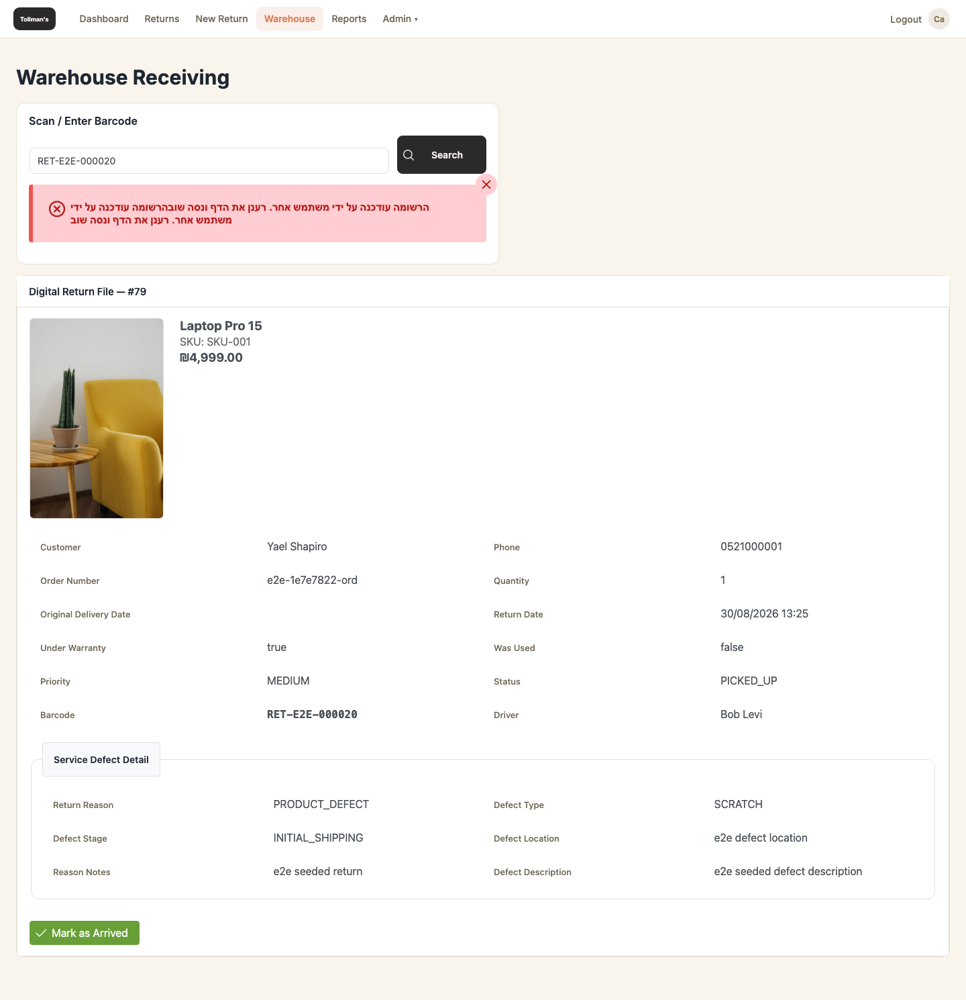 Tollman's
Dashboard
Returns
New Return
Warehouse
Reports
Admin ▾
Logout
Ca
Warehouse Receiving
Scan / Enter Barcode
RET-E2E-000020
Search
הרשומה עודכנה על ידי משתמש אחר. רענן את הדף ונסה שובהרשומה עודכנה על ידי
משתמש אחר. רענן את הדף ונסה שוב
Digital Return File — #79
Laptop Pro 15
SKU: SKU-001
₪4,999.00
Customer
Yael Shapiro
Phone
0521000001
Order Number
e2e-1e7e7822-ord
Quantity
1
Original Delivery Date
Return Date
30/08/2026 13:25
Under Warranty
true
Was Used
false
Priority
MEDIUM
Status
PICKED_UP
Barcode
RET-E2E-000020
Driver
Bob Levi
Service Defect Detail
Return Reason
PRODUCT_DEFECT
Defect Type
SCRATCH
Defect Stage
INITIAL_SHIPPING
Defect Location
e2e defect location
Reason Notes
e2e seeded return
Defect Description
e2e seeded defect description
Mark as Arrived